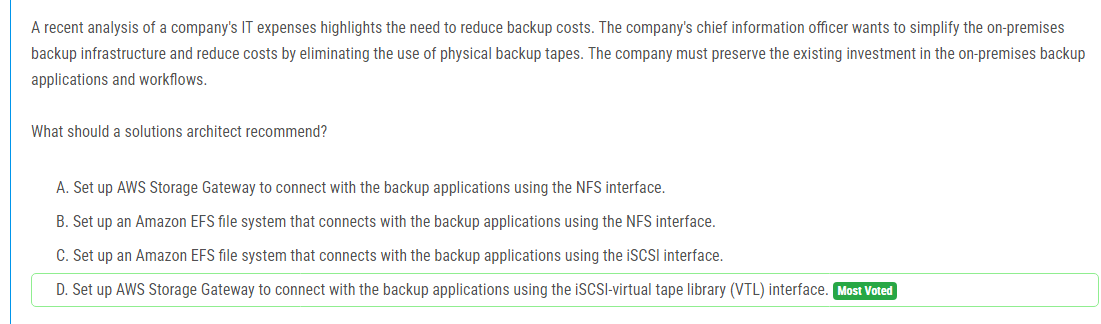 A recent analysis of a company's IT expenses highlights the need to reduce backup costs. The company's chief information officer wants to simplify the on-premises
backup infrastructure and reduce costs by eliminating the use of physical backup tapes. The company must preserve the existing investment in the on-premises backup
applications and workflows.
What should a solutions architect recommend?
A. Set up AWS Storage Gateway to connect with the backup applications using the NFS interface.
B. Set up an Amazon EFS file system that connects with the backup applications using the NFS interface.
C. Set up an Amazon EFS file system that connects with the backup applications using the iSCSI interface.
D. Set up AWS Storage Gateway to connect with the backup applications using the iSCSI-virtual tape library (VTL) interface. Most Voted